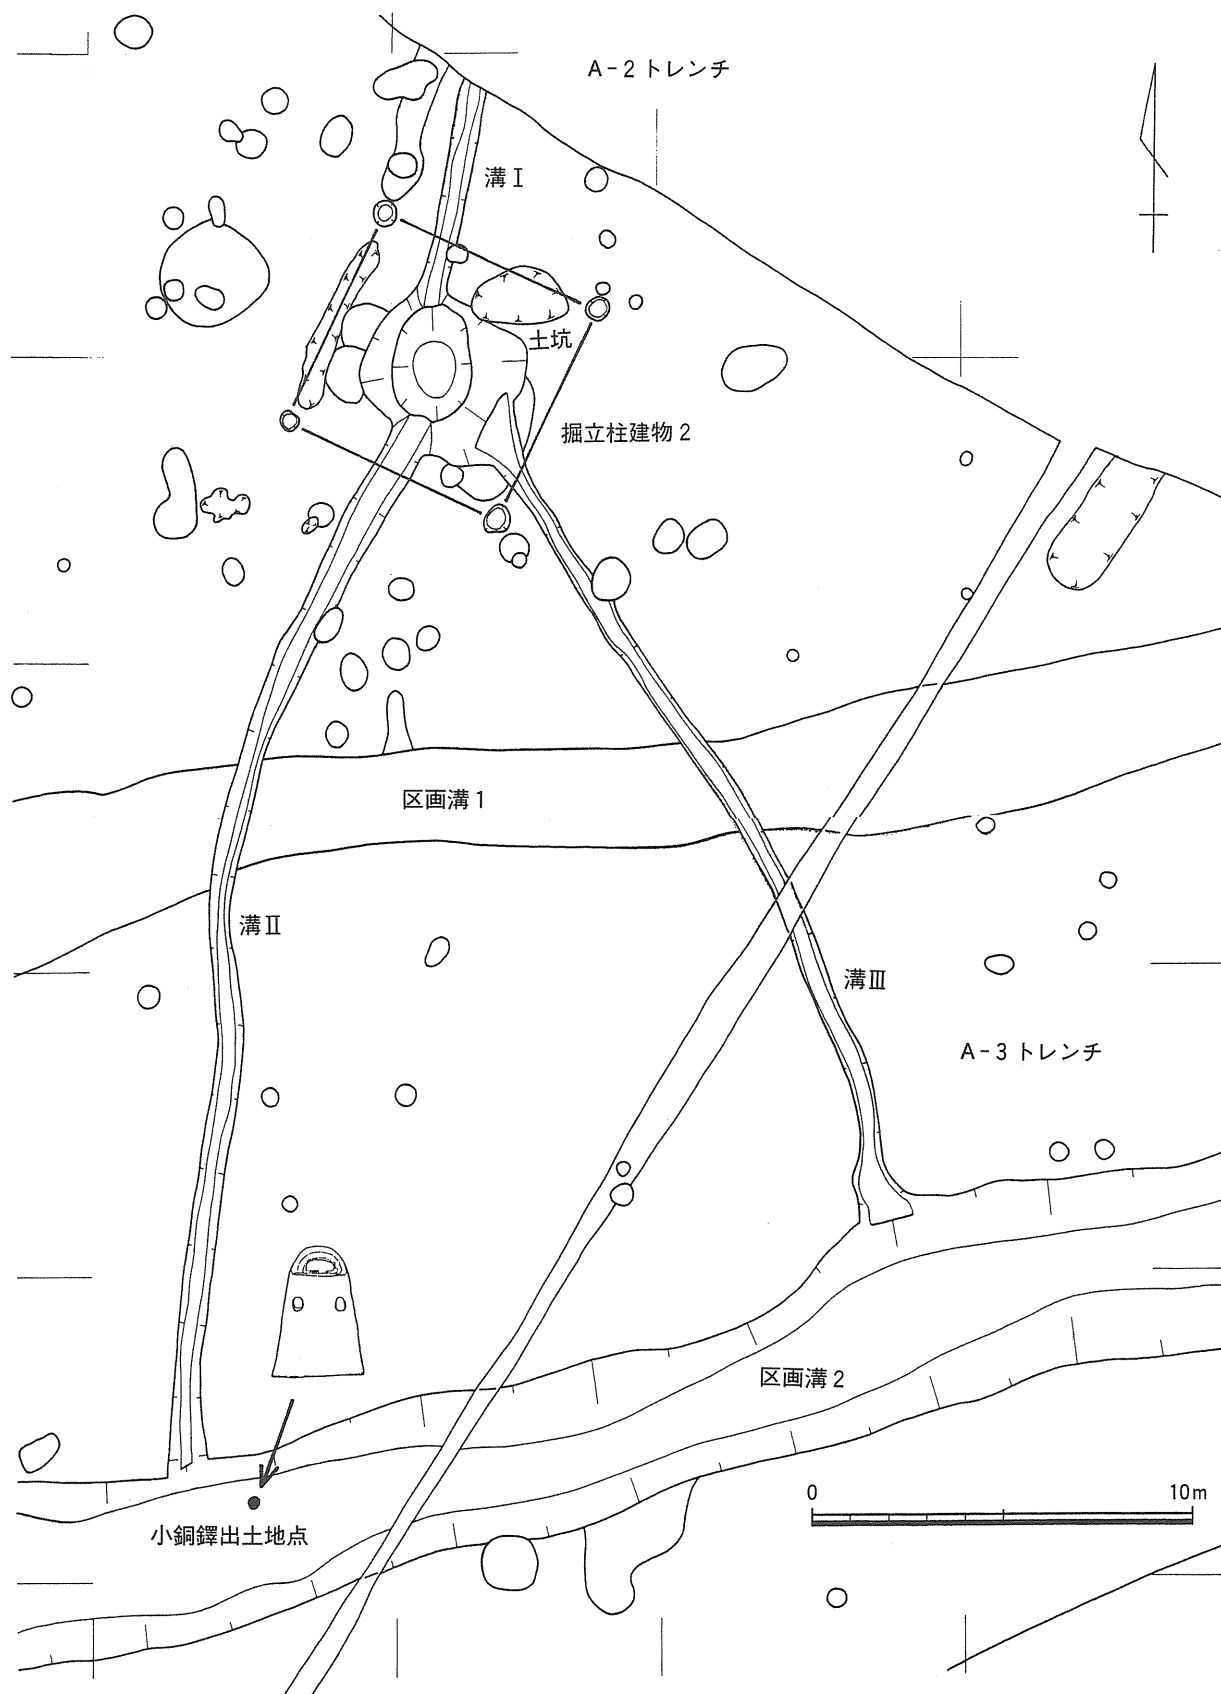 A-2トレンチ
溝Ⅰ
土坑
掘立柱建物2
区画溝1
溝Ⅱ
溝Ⅲ
A-3トレンチ
区画溝2
0 10m
小銅鐸出土地点